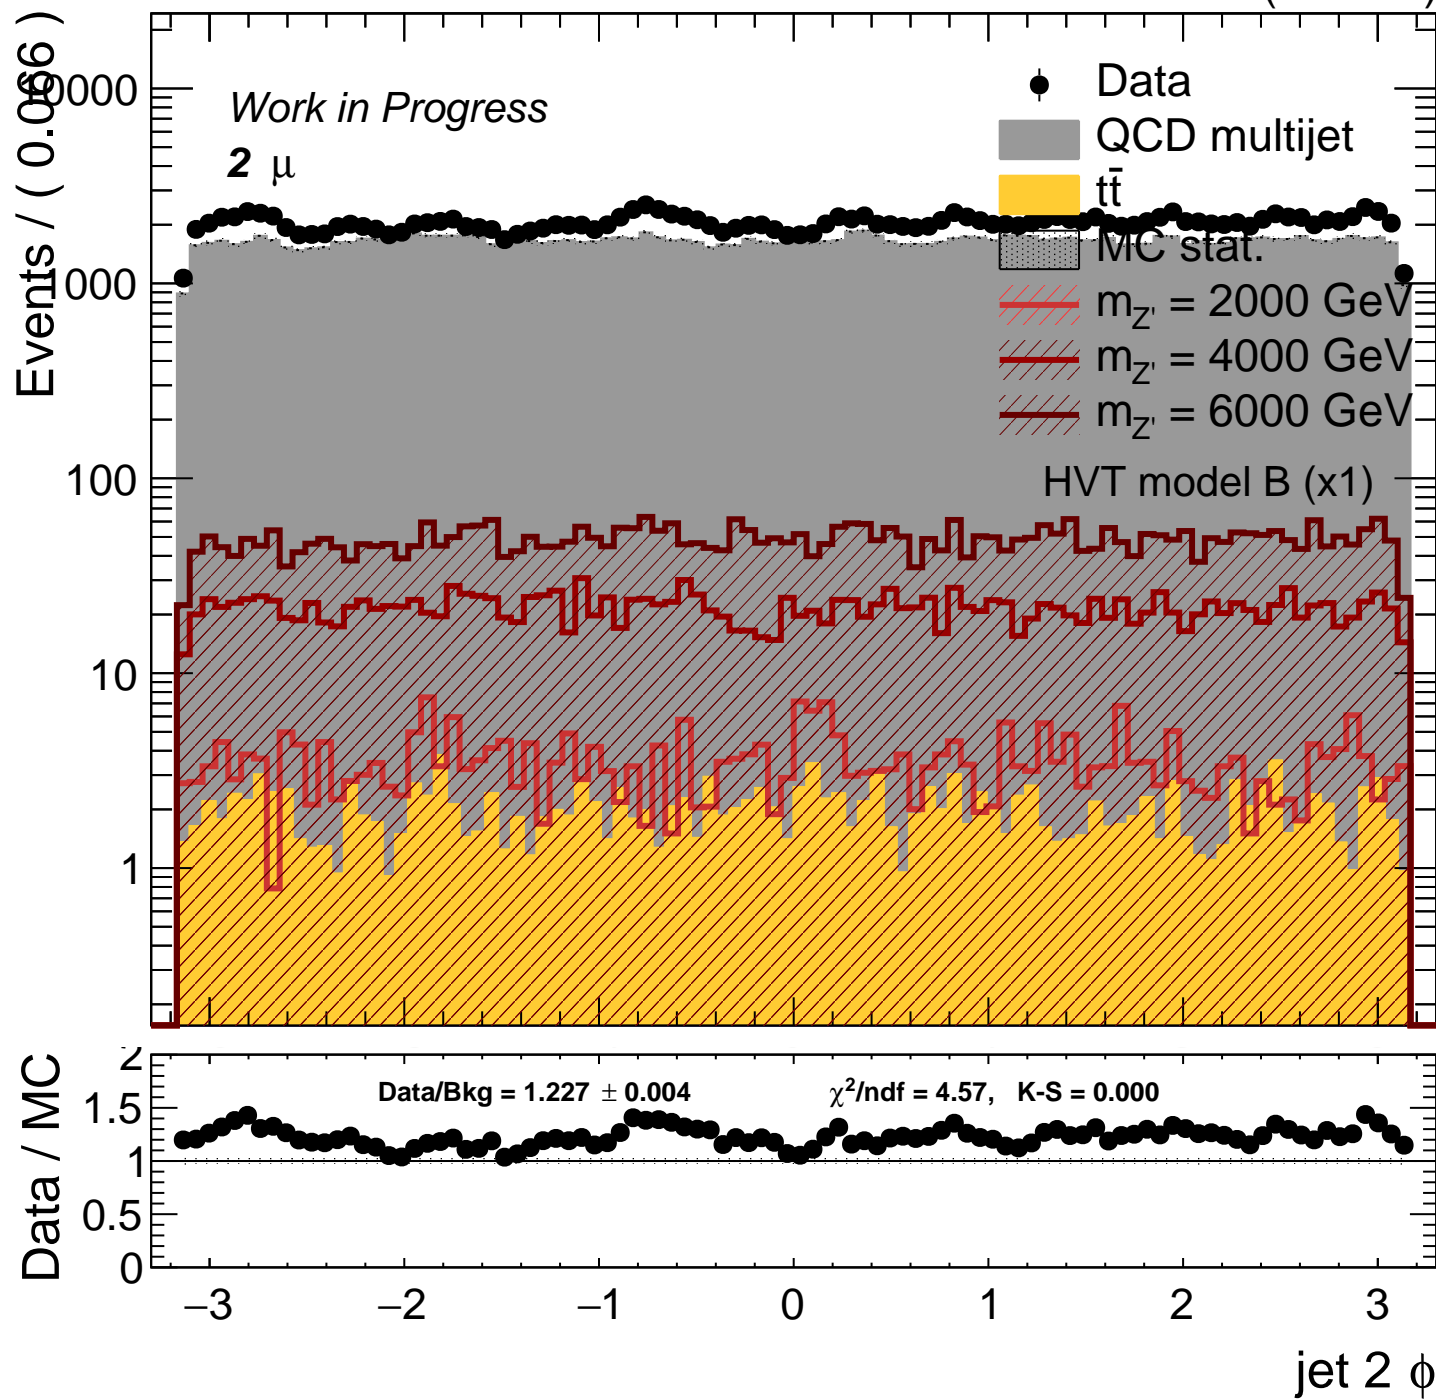 Events / ( 0.066 )
10000
1000
100
10
1
Work in Progress
2 μ
Data
QCD multijet
tt̄
MC stat.
m_Z' = 2000 GeV
m_Z' = 4000 GeV
m_Z' = 6000 GeV
HVT model B (x1)
Data / MC
2
1.5
1
0.5
0
Data/Bkg = 1.227 ± 0.004
χ²/ndf = 4.57, K-S = 0.000
−3 −2 −1 0 1 2 3
jet 2 φ